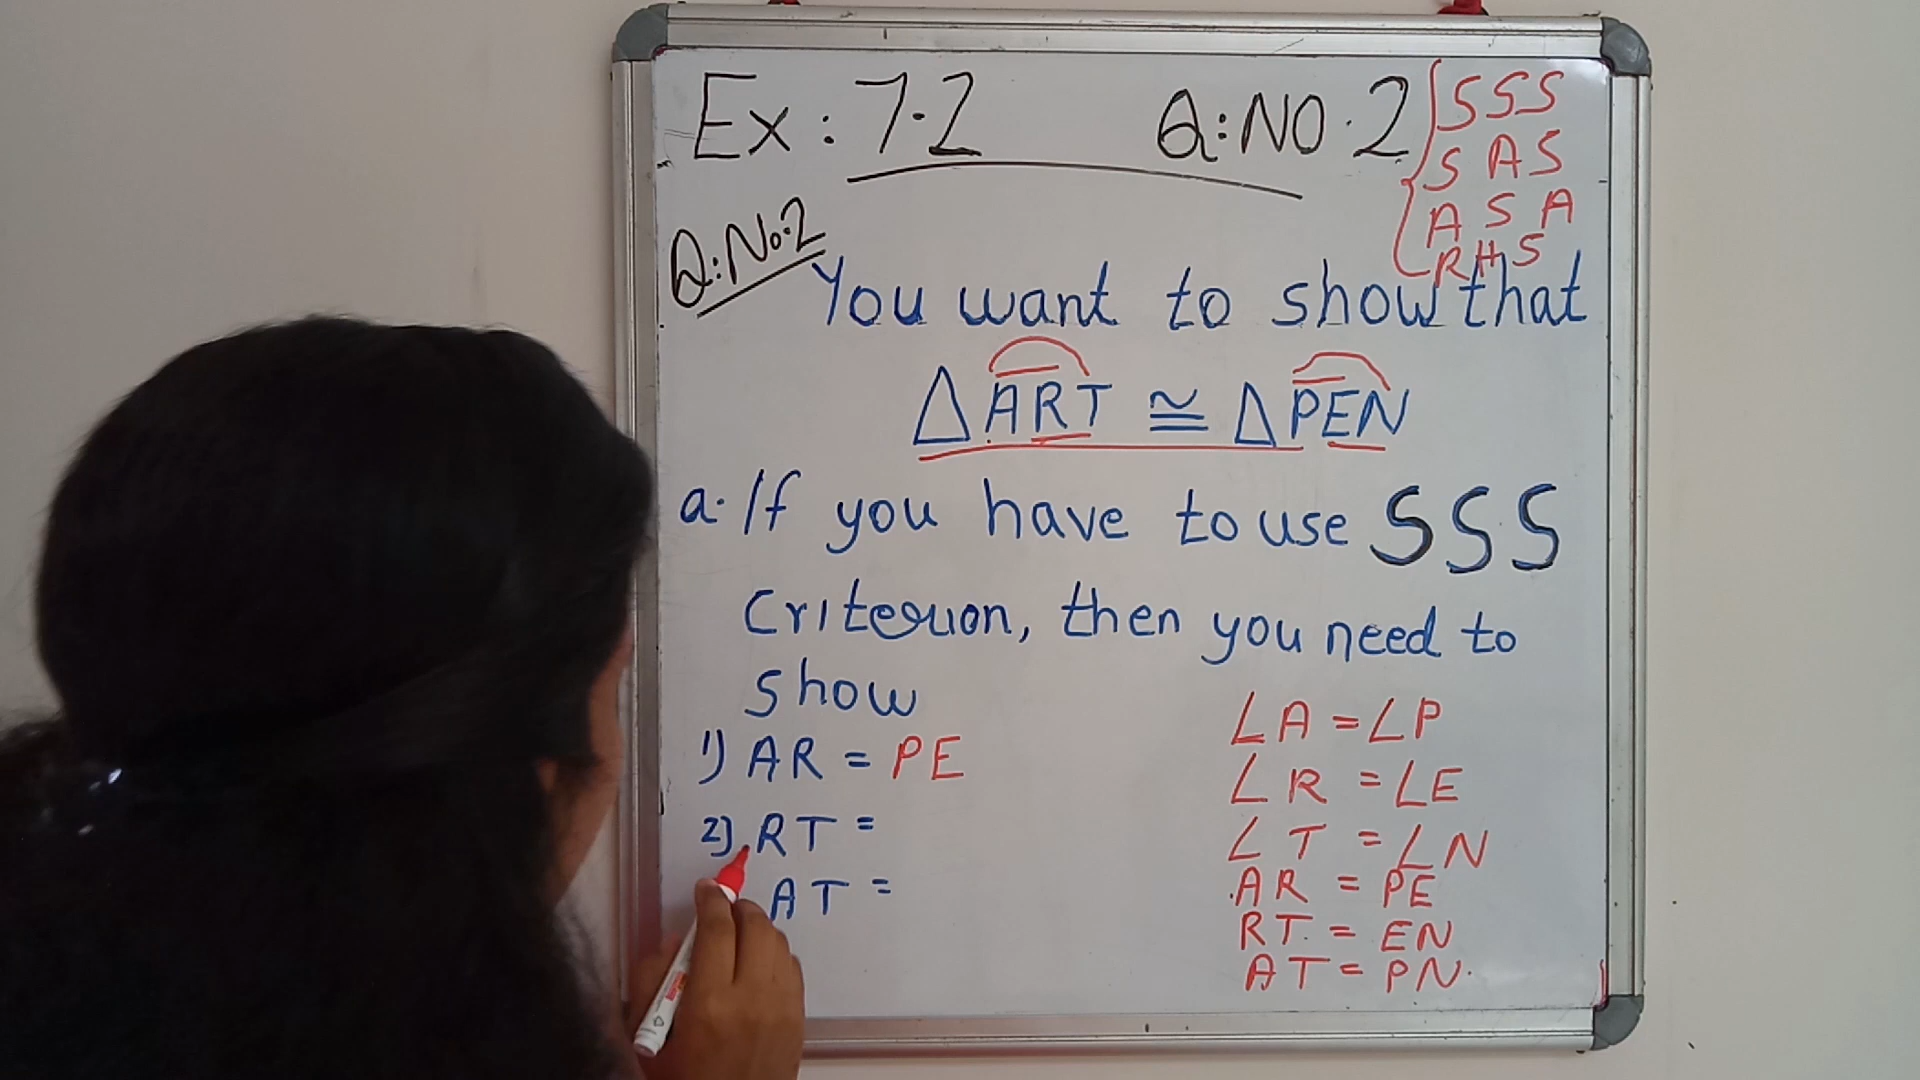 Ex: 7.2 Q:NO.2
SSS
SAS
ASA
RHS
Q:No.2
You want to show that
△ART ≅ △PEN
a. If you have to use SSS
Criterion, then you need to
show
1) AR = PE
2) RT =
AT =
∠A = ∠P
∠R = ∠E
∠T = ∠N
AR = PE
RT = EN
AT = PN